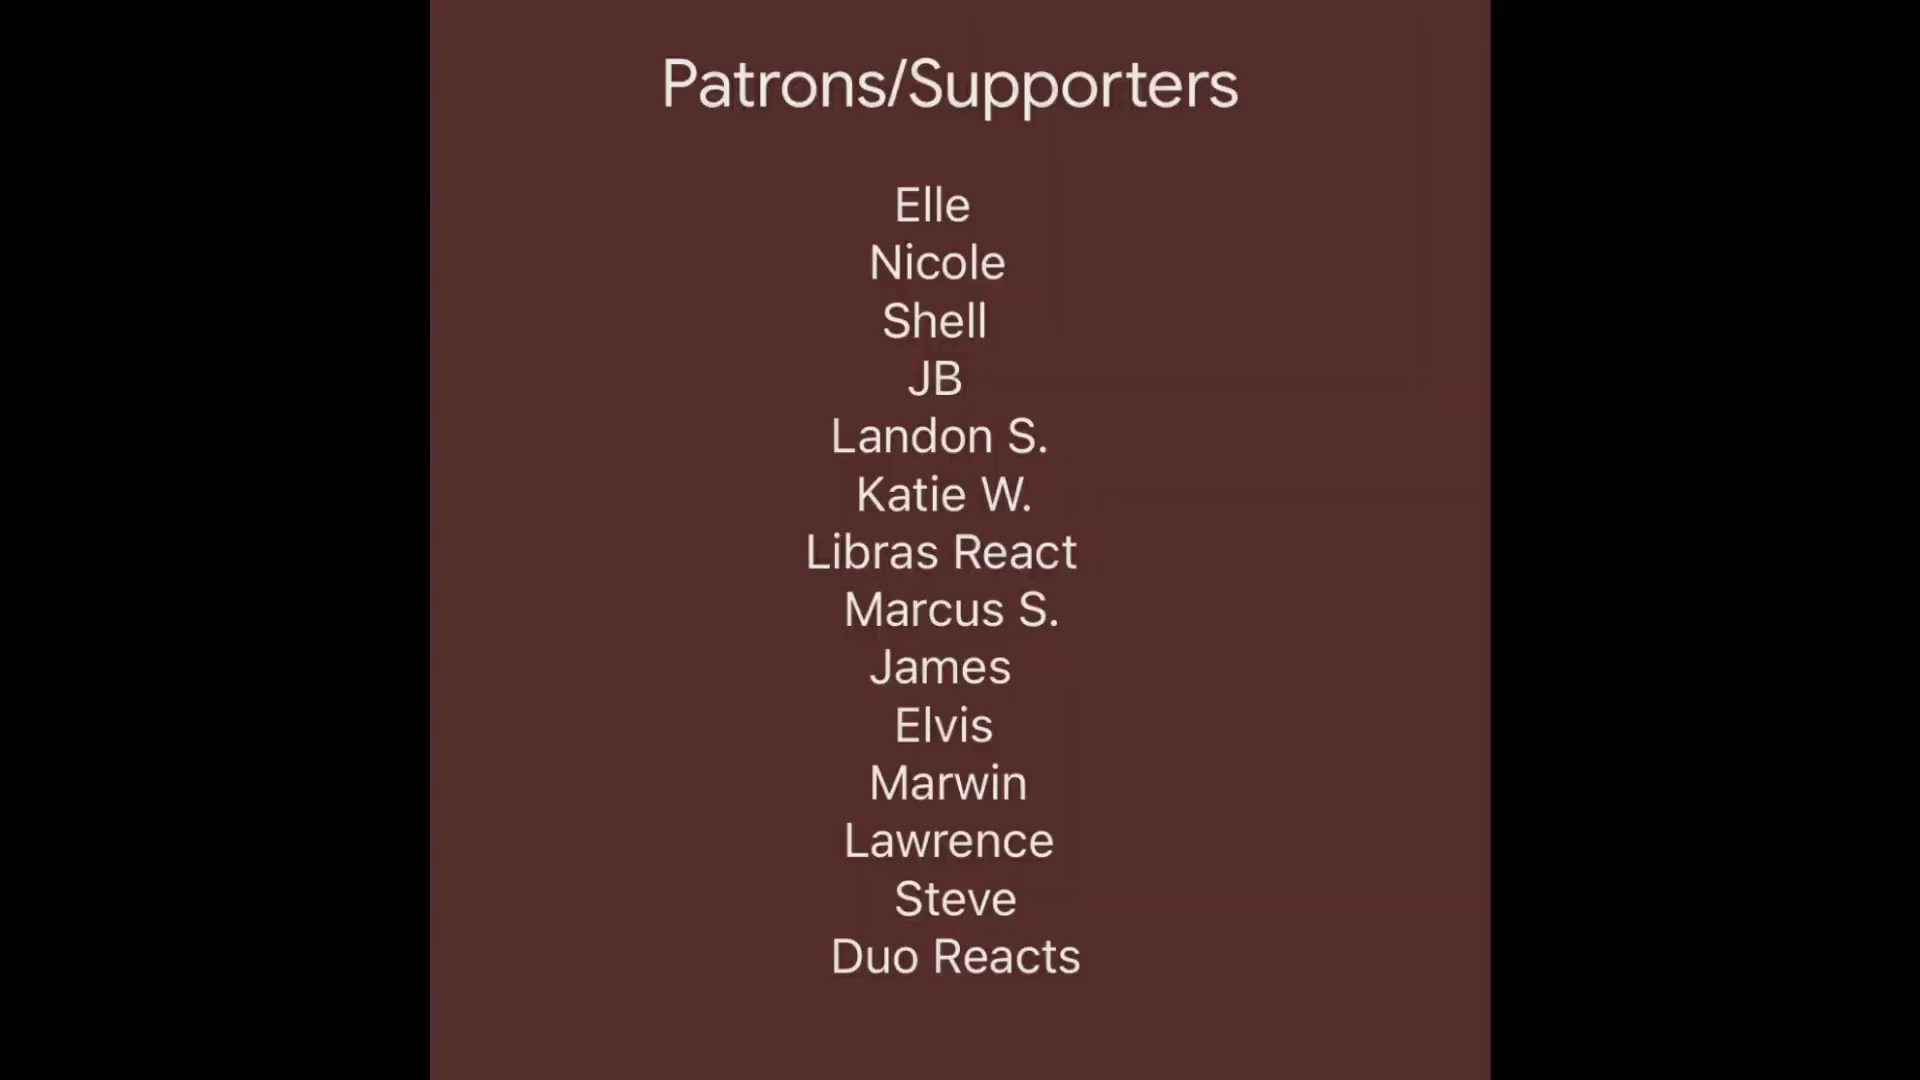 Patrons/Supporters
Elle
Nicole
Shell
JB
Landon S.
Katie W.
Libras React
Marcus S.
James
Elvis
Marwin
Lawrence
Steve
Duo Reacts